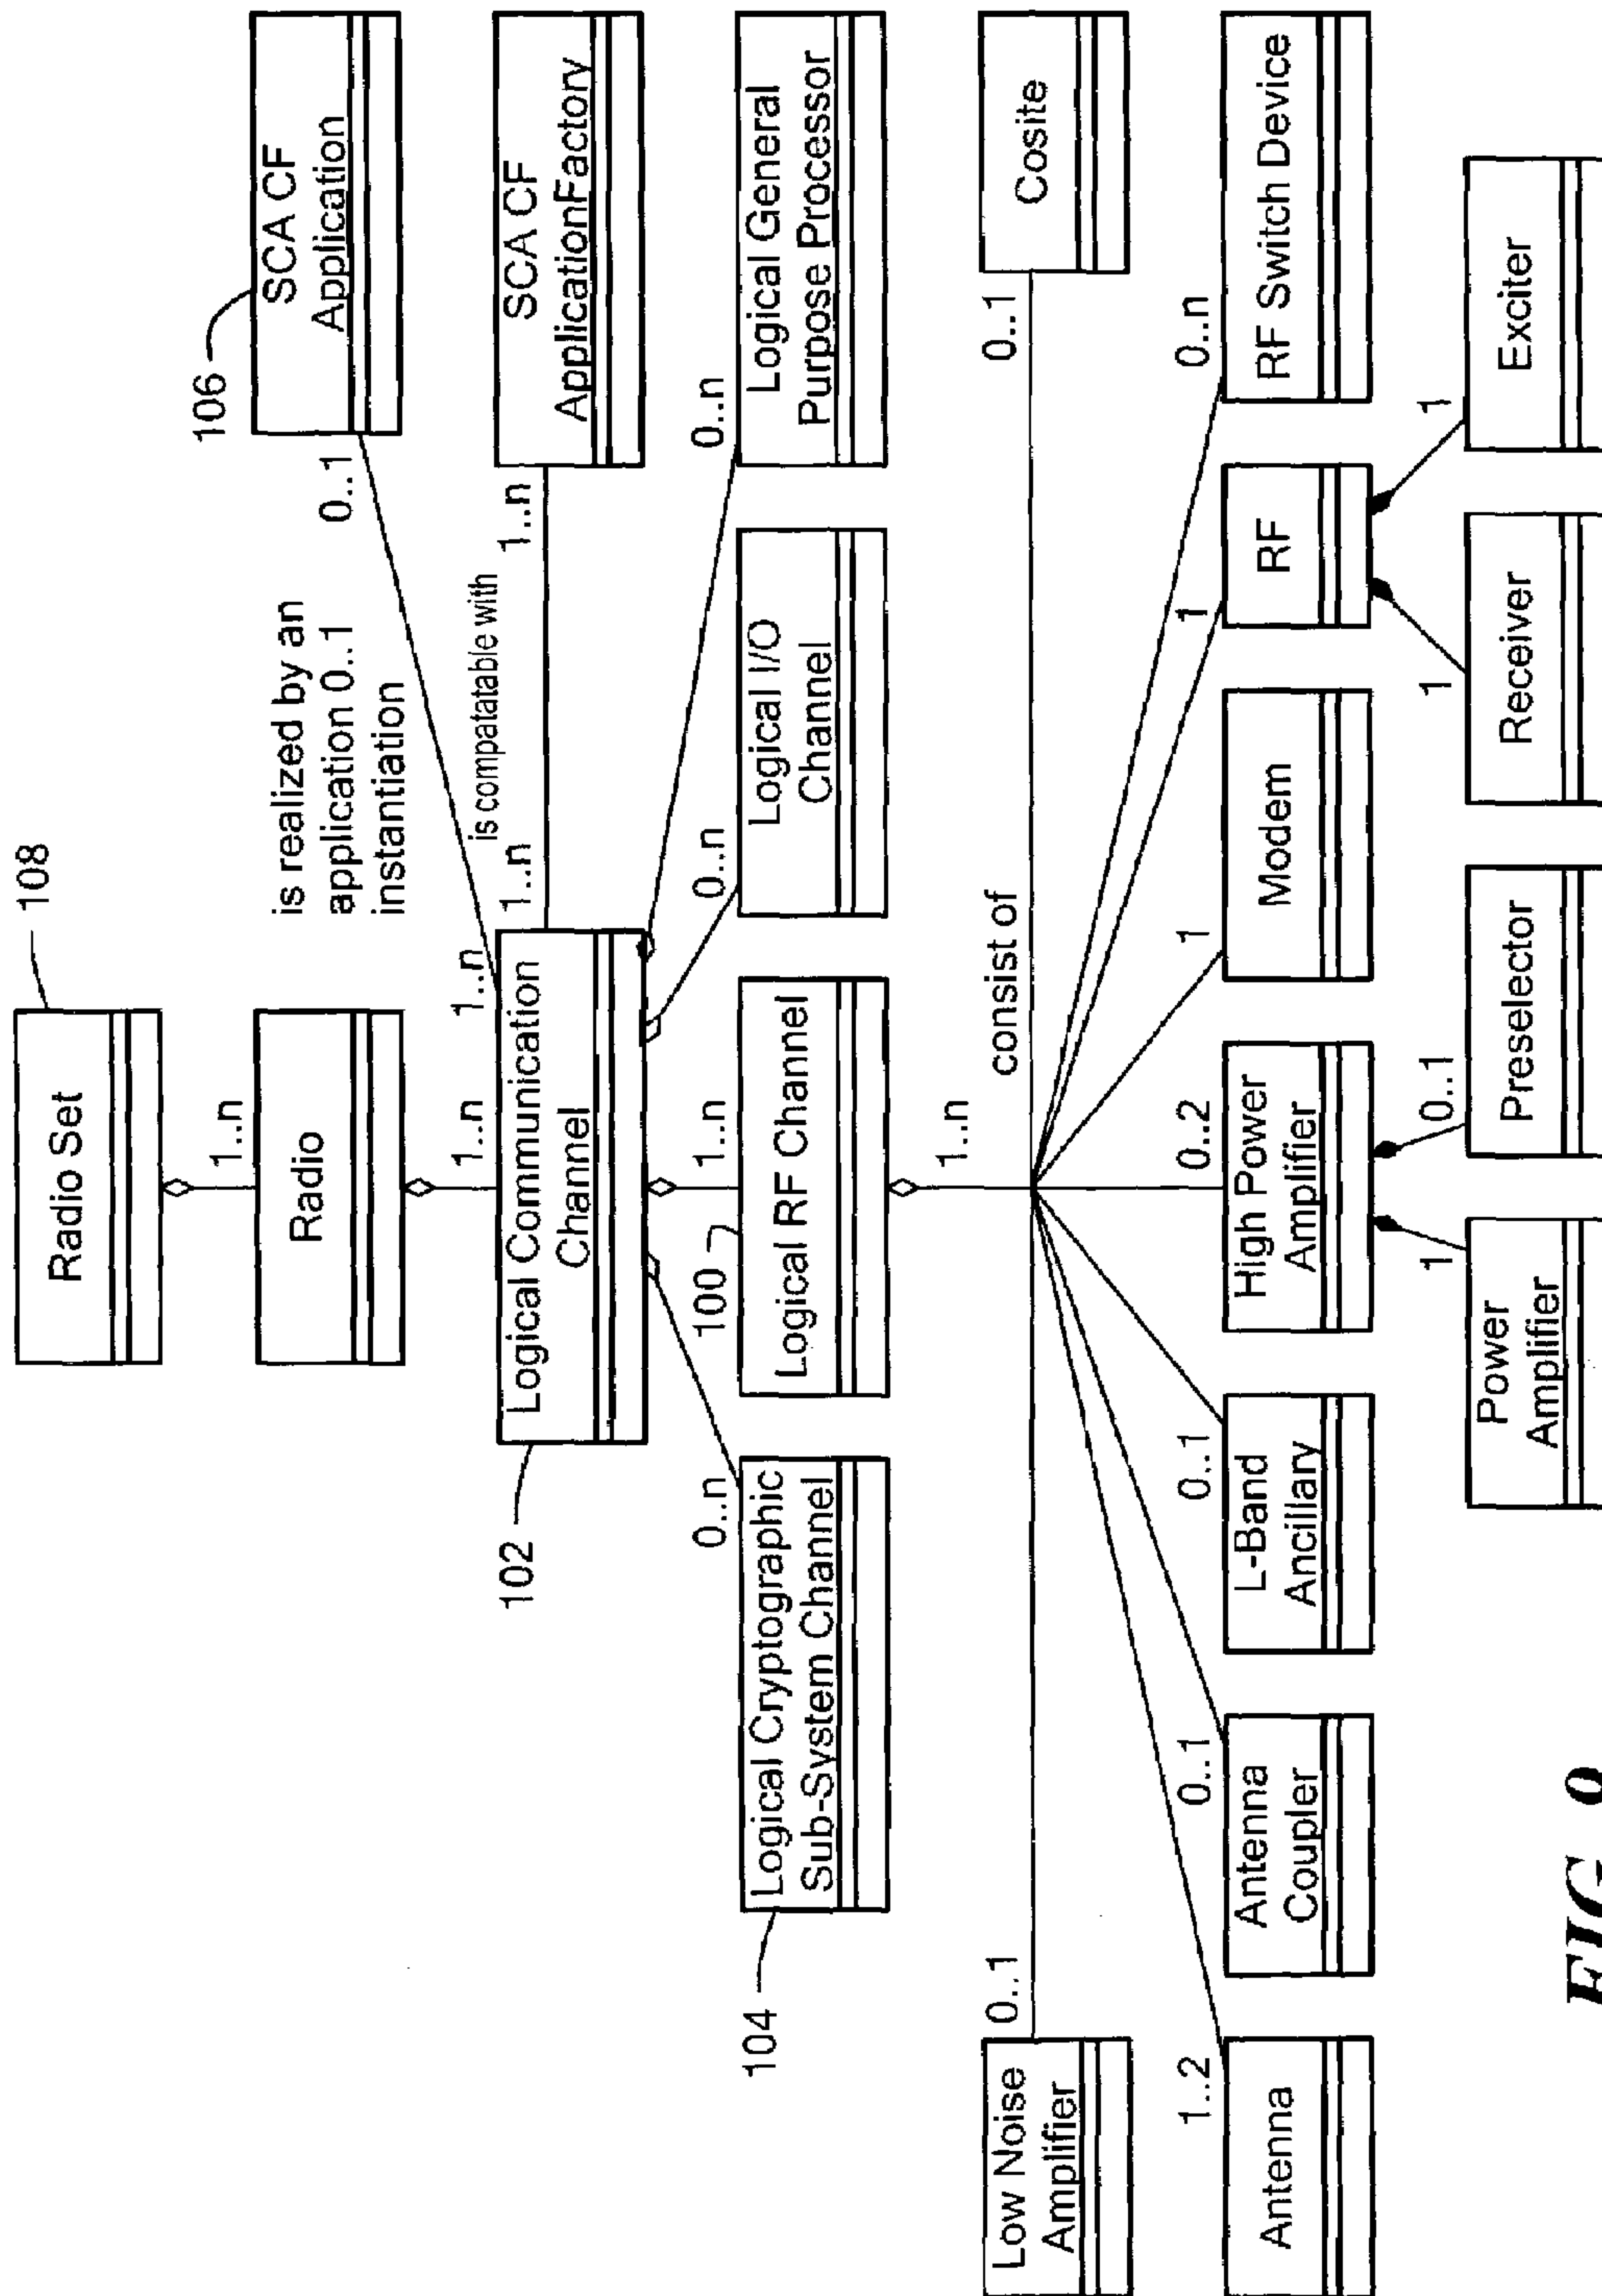 Radio Set
108
1..n
Radio
1..n
106
SCA CF
Application
0..1
is realized by an
application 0..1
instantiation
1..n
102
Logical Communication
Channel
1..n
is compatable with
1..n
SCA CF
ApplicationFactory
0..n
104
Logical Cryptographic
Sub-System Channel
1..n
100
Logical RF Channel
0..n
Logical I/O
Channel
0..n
Logical General
Purpose Processor
1..n
consist of
0..1
Low Noise
Amplifier
0..1
Cosite
1..2
Antenna
0..1
Antenna
Coupler
0..1
L-Band
Ancillary
0..2
High Power
Amplifier
1
Modem
1
RF
0..n
RF Switch Device
1
Power
Amplifier
0..1
Preselector
1
Receiver
1
Exciter